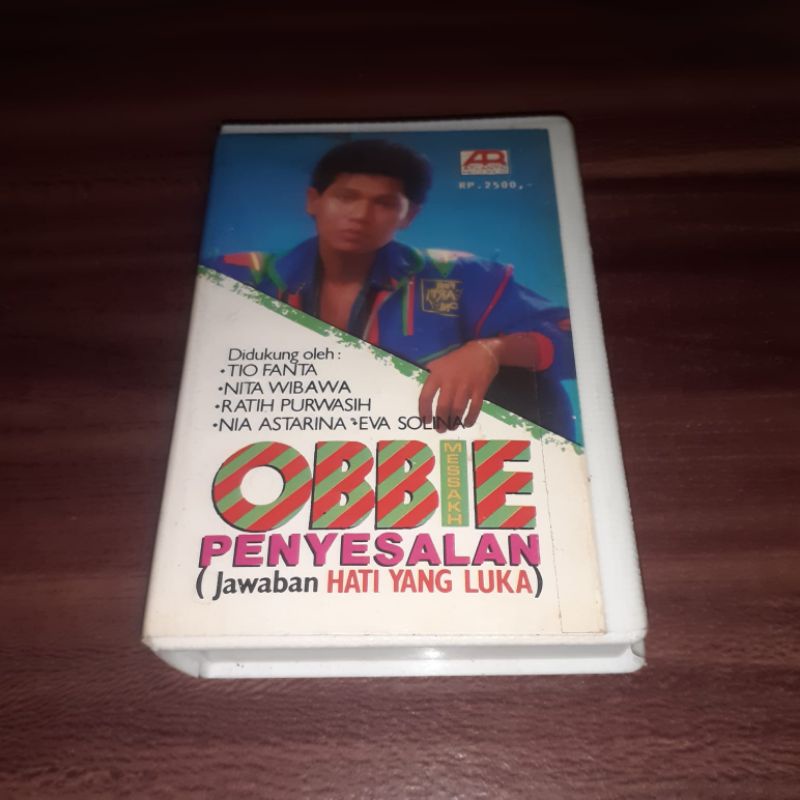 AR
RP.2500,-
Didukung oleh :
•TIO FANTA
•NITA WIBAWA
•RATIH PURWASIH
•NIA ASTARINA •EVA SOLINA
OBBIE
MESSAKH
PENYESALAN
(Jawaban HATI YANG LUKA)